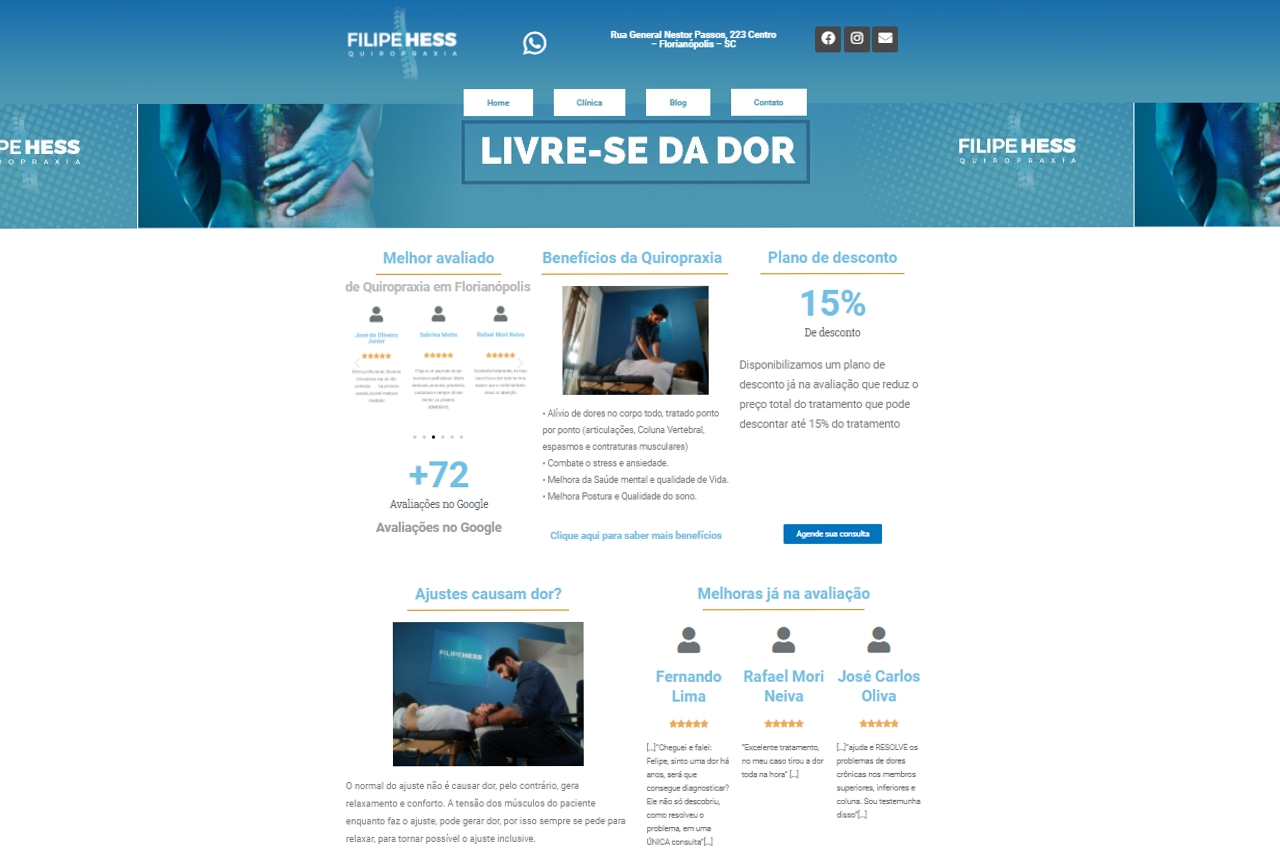 FILIPE HESS
QUIROPRAXIA
Rua General Nestor Passos, 223 Centro
– Florianópolis – SC
Home
Clínica
Blog
Contato
PE HESS
IROPRAXIA
LIVRE-SE DA DOR
FILIPE HESS
QUIROPRAXIA
Melhor avaliado
de Quiropraxia em Florianópolis
José de Oliveira
Junior
Sabrina Motta
Rafael Mori Neiva
+72
Avaliações no Google
Avaliações no Google
Benefícios da Quiropraxia
• Alívio de dores no corpo todo, tratado ponto
por ponto (articulações, Coluna Vertebral,
espasmos e contraturas musculares)
• Combate o stress e ansiedade.
• Melhora da Saúde mental e qualidade de Vida.
• Melhora Postura e Qualidade do sono.
Clique aqui para saber mais benefícios
Plano de desconto
15%
De desconto
Disponibilizamos um plano de
desconto já na avaliação que reduz o
preço total do tratamento que pode
descontar até 15% do tratamento
Agende sua consulta
Ajustes causam dor?
FILIPE HESS
O normal do ajuste não é causar dor, pelo contrário, gera
relaxamento e conforto. A tensão dos músculos do paciente
enquanto faz o ajuste, pode gerar dor, por isso sempre se pede para
relaxar, para tornar possível o ajuste inclusive.
Melhoras já na avaliação
Fernando
Lima
[...]"Cheguei e falei:
Felipe, sinto uma dor há
anos, será que
consegue diagnosticar?
Ele não só descobriu,
como resolveu o
problema, em uma
ÚNICA consulta"[...]
Rafael Mori
Neiva
"Excelente tratamento,
no meu caso tirou a dor
toda na hora" [...]
José Carlos
Oliva
[...]"ajuda e RESOLVE os
problemas de dores
crônicas nos membros
superiores, inferiores e
coluna. Sou testemunha
disso"[...]